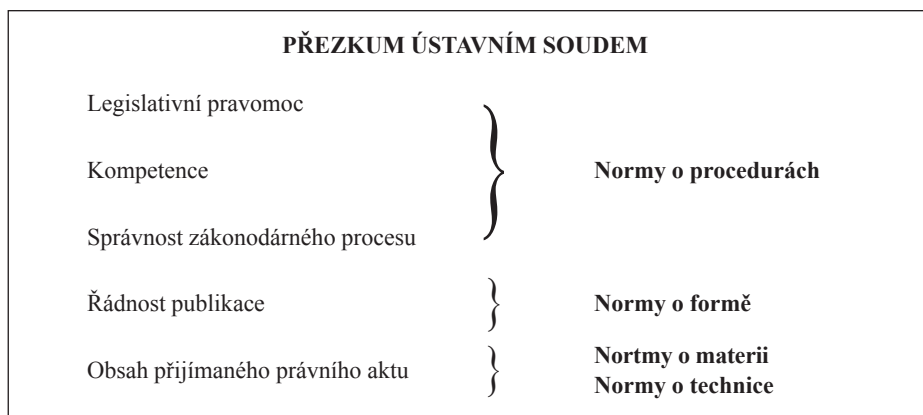 PŘEZKUM ÚSTAVNÍM SOUDEM
Legislativní pravomoc
Kompetence
Normy o procedurách
Správnost zákonodárného procesu
Řádnost publikace
Normy o formě
Obsah přijímaného právního aktu
Nortmy o materii
Normy o technice